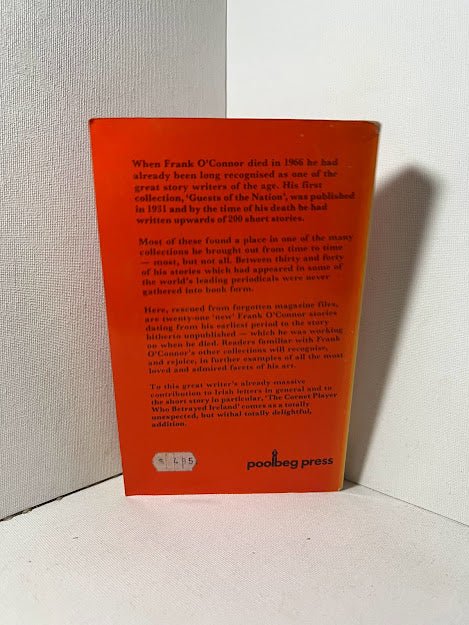 When Frank O'Connor died in 1966 he had
already been long recognised as one of the
great story writers of the age. His first
collection, 'Guests of the Nation', was published
in 1931 and by the time of his death he had
written upwards of 200 short stories.
Most of these found a place in one of the many
collections he brought out from time to time
— most, but not all. Between thirty and forty
of his stories which had appeared in some of
the world's leading periodicals were never
gathered into book form.
Here, rescued from forgotten magazine files,
are twenty-one 'new' Frank O'Connor stories
dating from his earliest period to the story
hitherto unpublished — which he was working
on when he died. Readers familiar with Frank
O'Connor's other collections will recognise,
and rejoice, in further examples of all the most
loved and admired facets of his art.
To this great writer's already massive
contribution to Irish letters in general and to
the short story in particular, 'The Cornet Player
Who Betrayed Ireland' comes as a totally
unexpected, but withal totally delightful,
addition.
poolbeg press